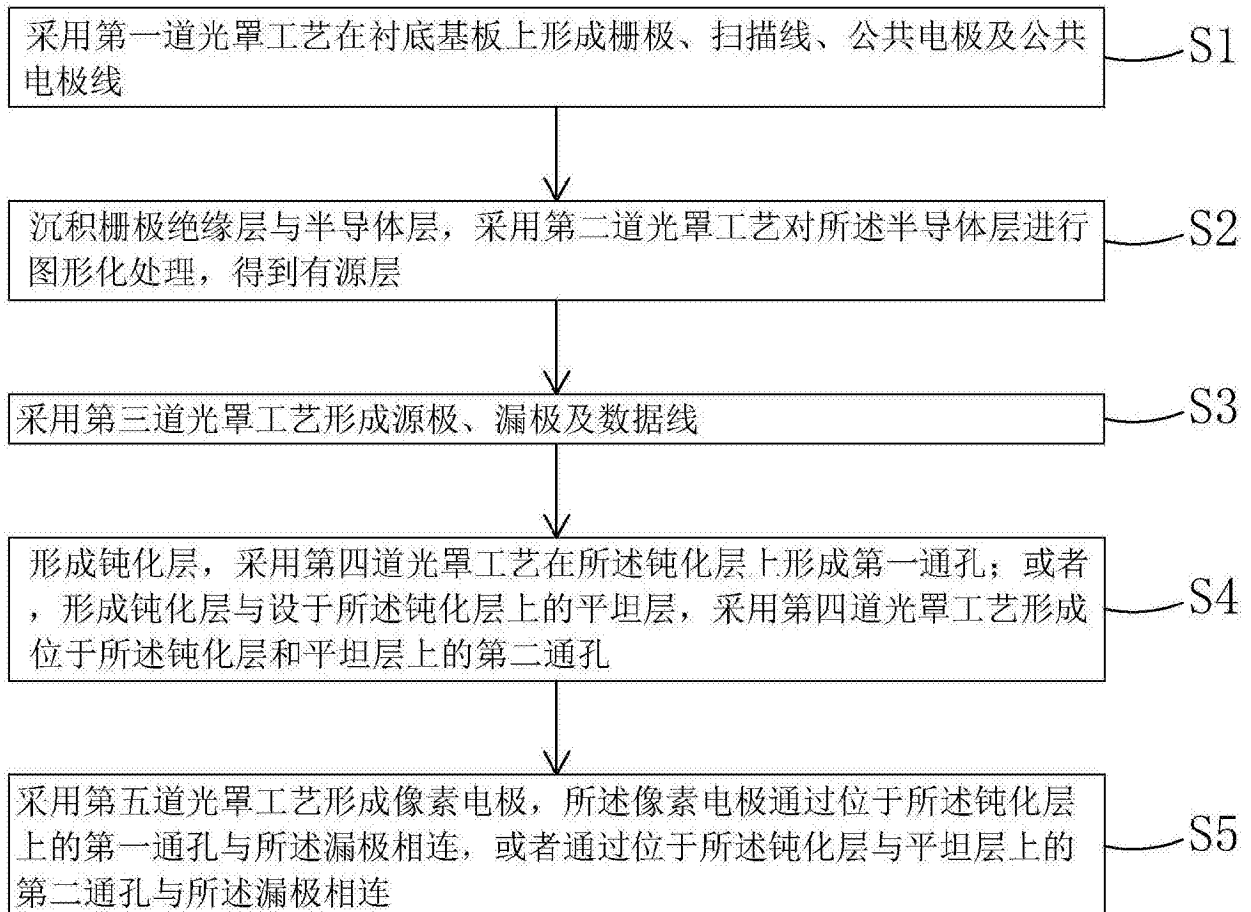 采用第一道光罩工艺在衬底基板上形成栅极、扫描线、公共电极及公共
电极线
S1
沉积栅极绝缘层与半导体层，采用第二道光罩工艺对所述半导体层进行
图形化处理，得到有源层
S2
采用第三道光罩工艺形成源极、漏极及数据线
S3
形成钝化层，采用第四道光罩工艺在所述钝化层上形成第一通孔；或者
，形成钝化层与设于所述钝化层上的平坦层，采用第四道光罩工艺形成
位于所述钝化层和平坦层上的第二通孔
S4
采用第五道光罩工艺形成像素电极，所述像素电极通过位于所述钝化层
上的第一通孔与所述漏极相连，或者通过位于所述钝化层与平坦层上的
第二通孔与所述漏极相连
S5